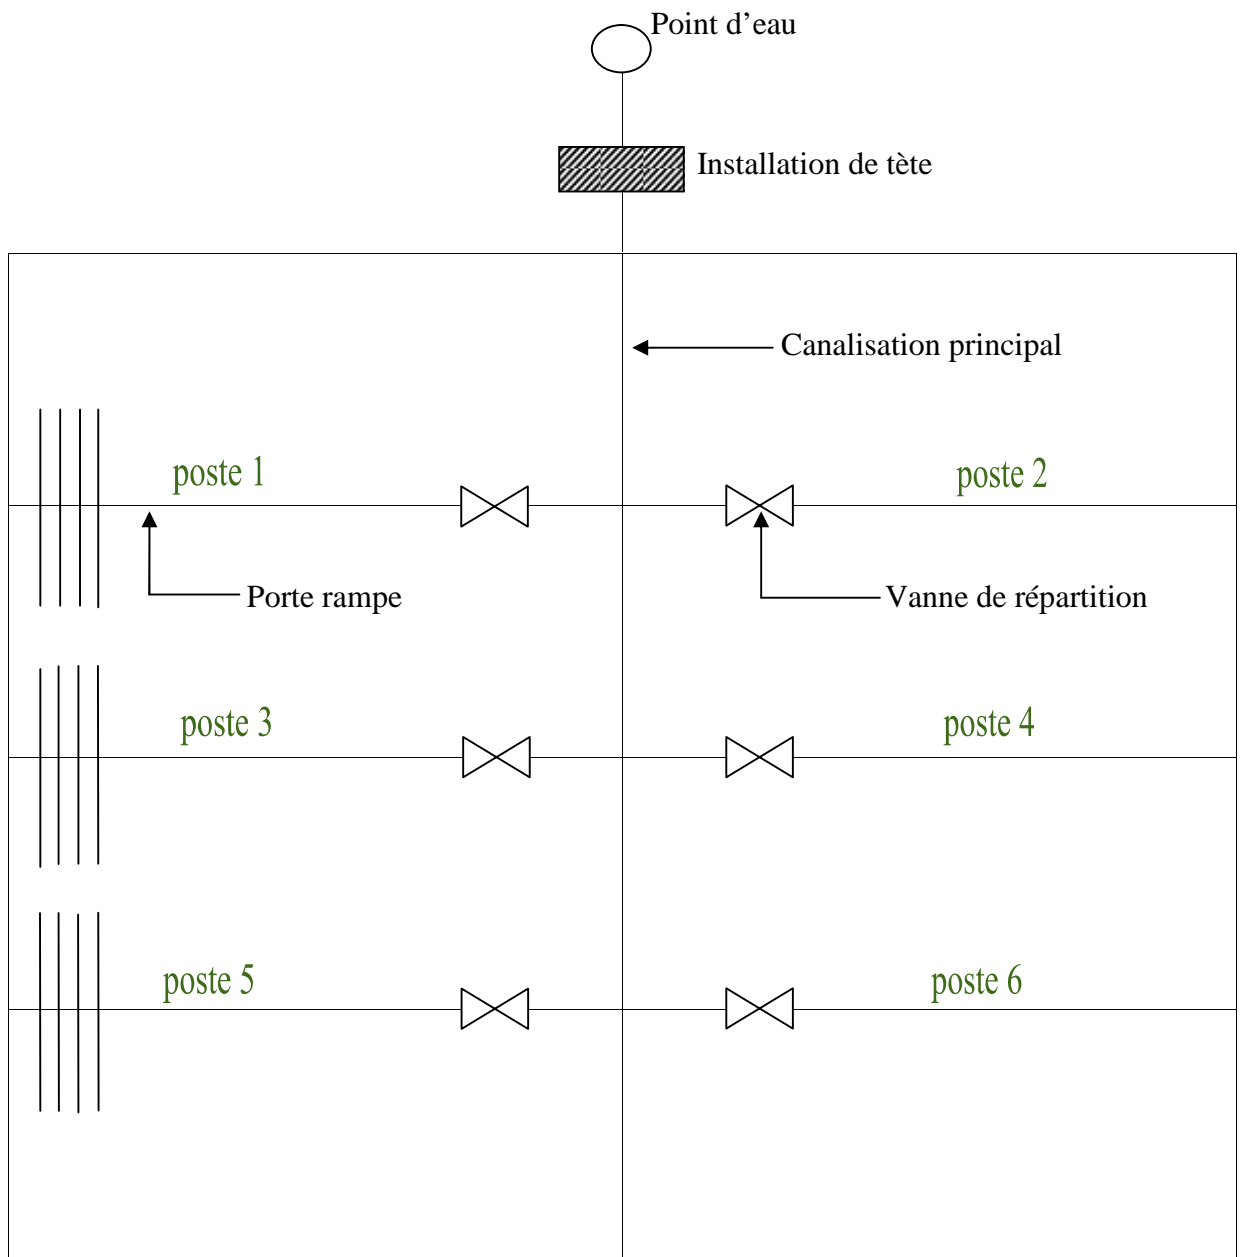 Point d’eau
Installation de tète
Canalisation principal
poste 1
poste 2
Porte rampe
Vanne de répartition
poste 3
poste 4
poste 5
poste 6